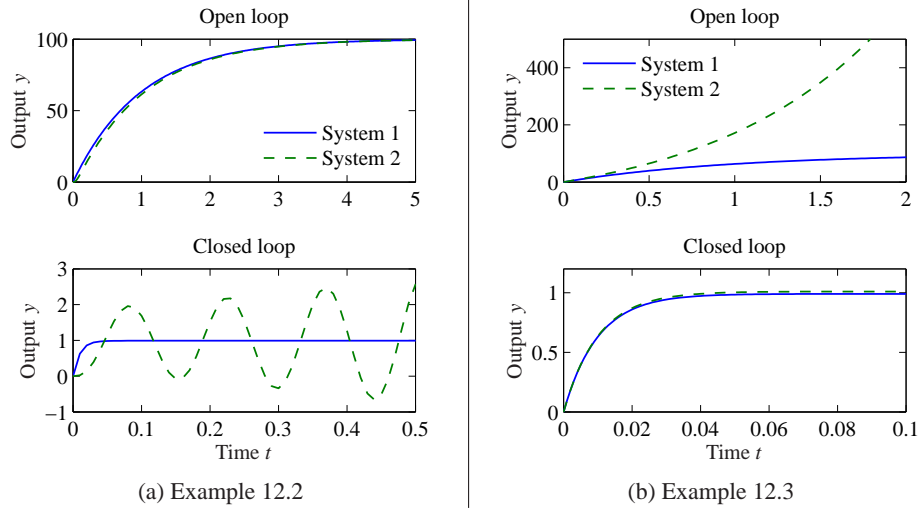 Open loop
100
50
0
0 1 2 3 4 5
Output y
System 1
System 2
Closed loop
3
2
1
0
−1
0 0.1 0.2 0.3 0.4 0.5
Output y
Time t
(a) Example 12.2
Open loop
400
200
0
0 0.5 1 1.5 2
Output y
System 1
System 2
Closed loop
1
0.5
0
0 0.02 0.04 0.06 0.08 0.1
Output y
Time t
(b) Example 12.3